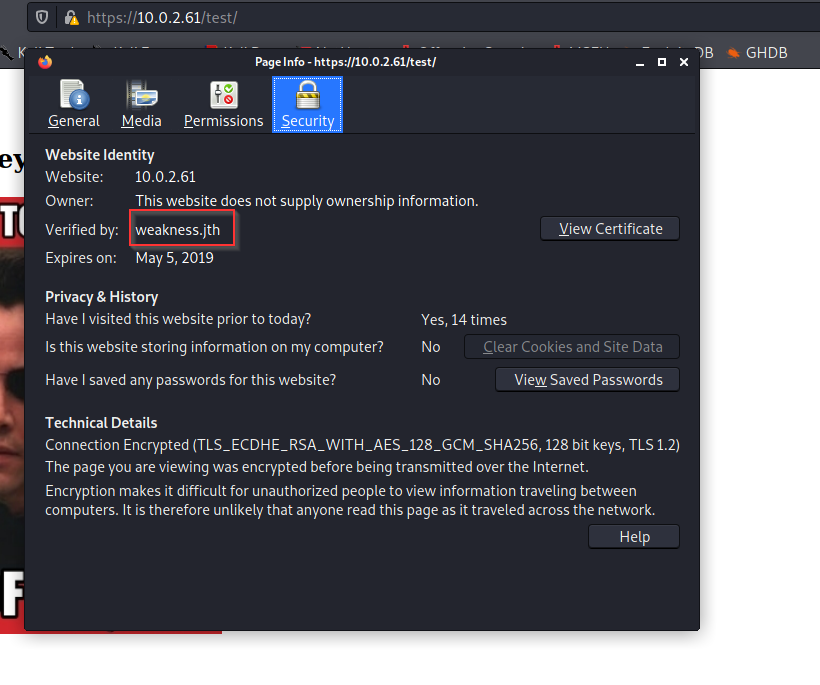 https://10.0.2.61/test/
DB GHDB
Page Info - https://10.0.2.61/test/
General Media Permissions Security
Website Identity
Website: 10.0.2.61
Owner: This website does not supply ownership information.
Verified by: weakness.jth View Certificate
Expires on: May 5, 2019
Privacy & History
Have I visited this website prior to today? Yes, 14 times
Is this website storing information on my computer? No Clear Cookies and Site Data
Have I saved any passwords for this website? No View Saved Passwords
Technical Details
Connection Encrypted (TLS_ECDHE_RSA_WITH_AES_128_GCM_SHA256, 128 bit keys, TLS 1.2)
The page you are viewing was encrypted before being transmitted over the Internet.
Encryption makes it difficult for unauthorized people to view information traveling between
computers. It is therefore unlikely that anyone read this page as it traveled across the network.
Help